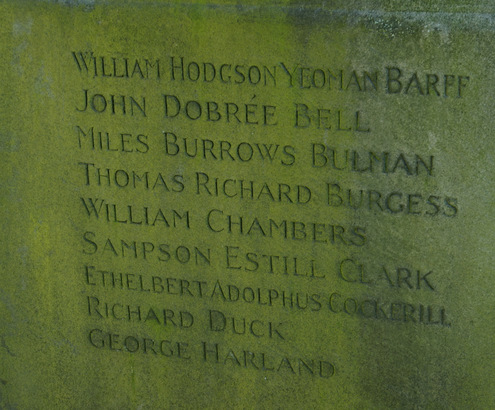 WILLIAM HODGSON YEOMAN BARFF
JOHN DOBRÉE BELL
MILES BURROWS BULMAN
THOMAS RICHARD BURGESS
WILLIAM CHAMBERS
SAMPSON ESTILL CLARK
ETHELBERT ADOLPHUS COCKERILL
RICHARD DUCK
GEORGE HARLAND